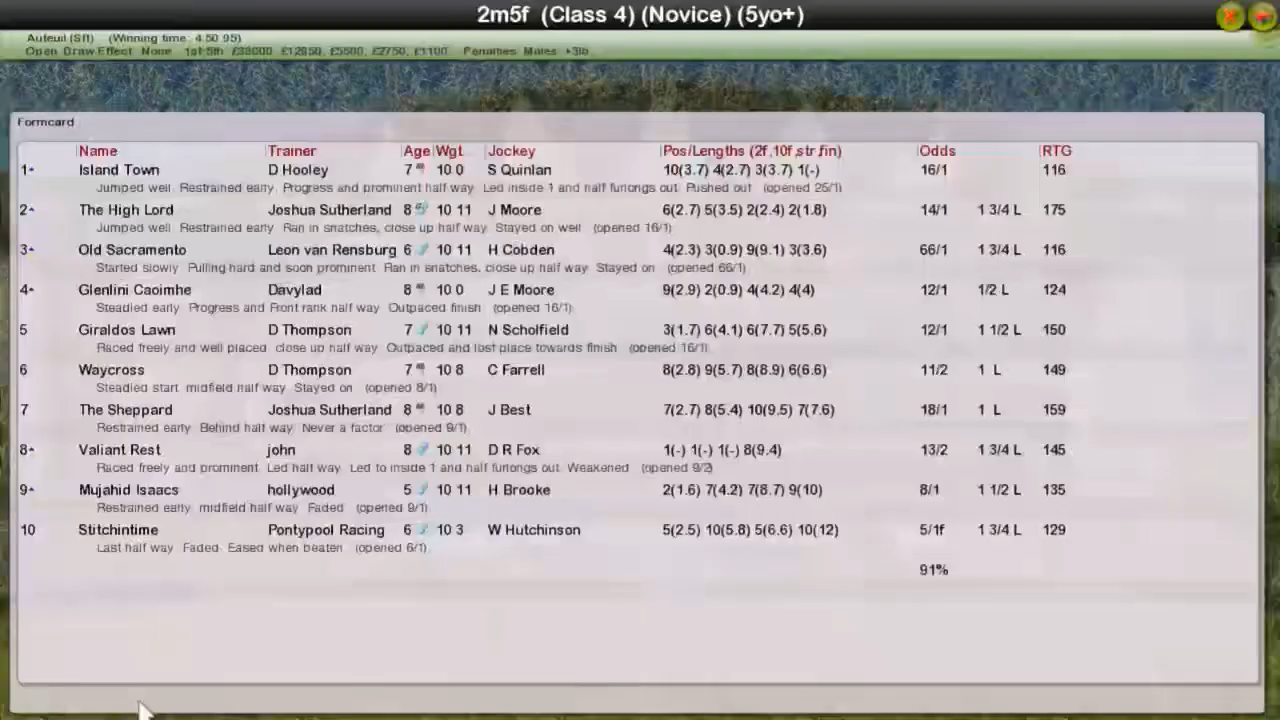 2m5f (Class 4) (Novice) (5yo+)
Auteuil (Sft) (Winning time: 4:50.95)
Open Draw Effect None 1st-5th £38000 £12850, £5500, £2750, £1100 Penalties Males +3lb
Formcard
Name Trainer Age Wgt Jockey Pos/Lengths (2f,10f,str,fin) Odds RTG
1 Island Town D Hooley 7 10 0 S Quinlan 10(3.7) 4(2.7) 3(3.7) 1(-) 16/1 116
Jumped well Restrained early Progress and prominent half way Led inside 1 and half furlongs out Pushed out (opened 25/1)
2 The High Lord Joshua Sutherland 8 10 11 J Moore 6(2.7) 5(3.5) 2(2.4) 2(1.8) 14/1 1 3/4 L 175
Jumped well Restrained early Ran in snatches, close up half way Stayed on well (opened 16/1)
3 Old Sacramento Leon van Rensburg 6 10 11 H Cobden 4(2.3) 3(0.9) 9(9.1) 3(3.6) 66/1 1 3/4 L 116
Started slowly Pulling hard and soon prominent Ran in snatches, close up half way Stayed on (opened 66/1)
4 Glenlini Caoimhe Davylad 8 10 0 J E Moore 9(2.9) 2(0.9) 4(4.2) 4(4) 12/1 1/2 L 124
Steadied early Progress and Front rank half way Outpaced finish (opened 16/1)
5 Giraldos Lawn D Thompson 7 10 11 N Scholfield 3(1.7) 6(4.1) 6(7.7) 5(5.6) 12/1 1 1/2 L 150
Raced freely and well placed close up half way Outpaced and lost place towards finish (opened 16/1)
6 Waycross D Thompson 7 10 8 C Farrell 8(2.8) 9(5.7) 8(8.9) 6(6.6) 11/2 1 L 149
Steadied start midfield half way Stayed on (opened 8/1)
7 The Sheppard Joshua Sutherland 8 10 8 J Best 7(2.7) 8(5.4) 10(9.5) 7(7.6) 18/1 1 L 159
Restrained early Behind half way Never a factor (opened 9/1)
8 Valiant Rest john 8 10 11 D R Fox 1(-) 1(-) 1(-) 8(9.4) 13/2 1 3/4 L 145
Raced freely and prominent Led half way Led to inside 1 and half furlongs out Weakened (opened 9/2)
9 Mujahid Isaacs hollywood 5 10 11 H Brooke 2(1.6) 7(4.2) 7(8.7) 9(10) 8/1 1 1/2 L 135
Restrained early midfield half way Faded (opened 9/1)
10 Stitchintime Pontypool Racing 6 10 3 W Hutchinson 5(2.5) 10(5.8) 5(6.6) 10(12) 5/1f 1 3/4 L 129
Last half way Faded Eased when beaten (opened 6/1)
91%